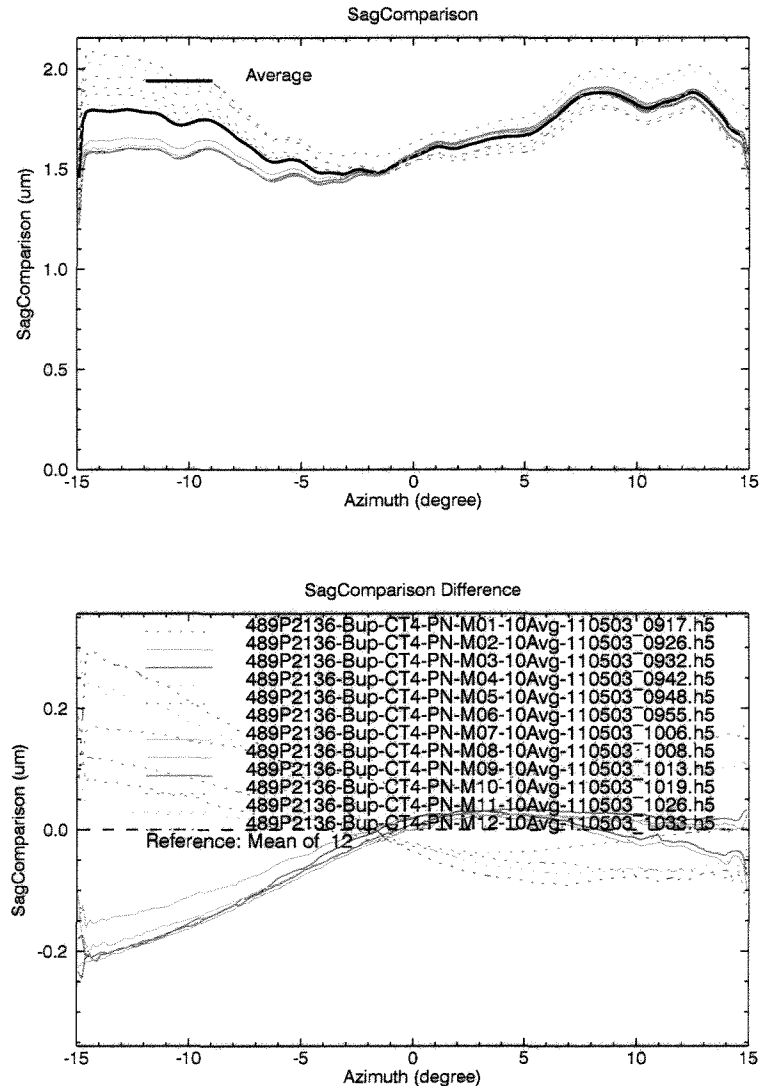 SagComparison
2.0
Average
1.5
1.0
0.5
0.0
SagComparison (um)
-15 -10 -5 0 5 10 15
Azimuth (degree)
SagComparison Difference
489P2136-Bup-CT4-PN-M01-10Avg-110503_0917.h5
489P2136-Bup-CT4-PN-M02-10Avg-110503_0926.h5
489P2136-Bup-CT4-PN-M03-10Avg-110503_0932.h5
489P2136-Bup-CT4-PN-M04-10Avg-110503_0942.h5
489P2136-Bup-CT4-PN-M05-10Avg-110503_0948.h5
489P2136-Bup-CT4-PN-M06-10Avg-110503_0955.h5
489P2136-Bup-CT4-PN-M07-10Avg-110503_1006.h5
489P2136-Bup-CT4-PN-M08-10Avg-110503_1008.h5
489P2136-Bup-CT4-PN-M09-10Avg-110503_1013.h5
489P2136-Bup-CT4-PN-M10-10Avg-110503_1019.h5
489P2136-Bup-CT4-PN-M11-10Avg-110503_1026.h5
489P2136-Bup-CT4-PN-M12-10Avg-110503_1033.h5
Reference: Mean of 12
0.2
0.0
-0.2
SagComparison (um)
-15 -10 -5 0 5 10 15
Azimuth (degree)